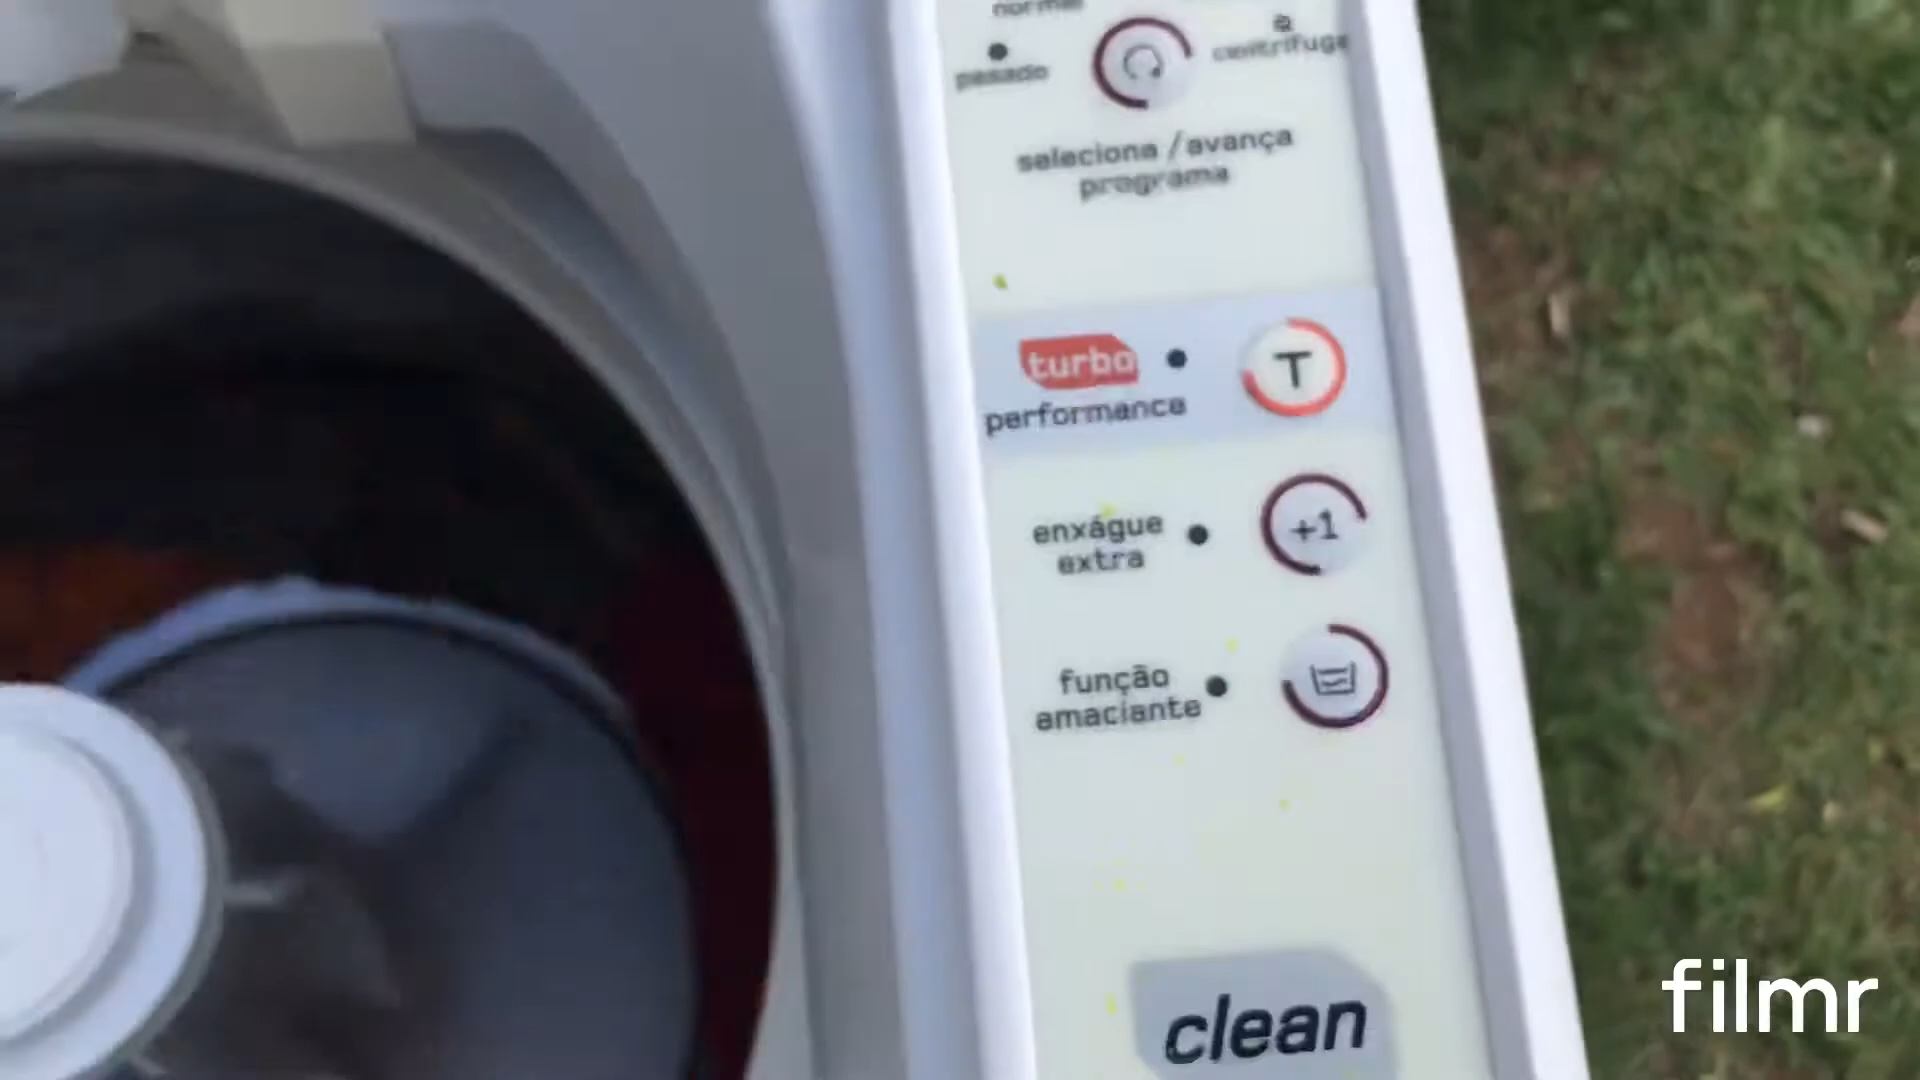 normal
pesado
centrifuga
seleciona / avança
programa
turbo
T
performance
enxágue
extra
+1
função
amaciante
clean
filmr